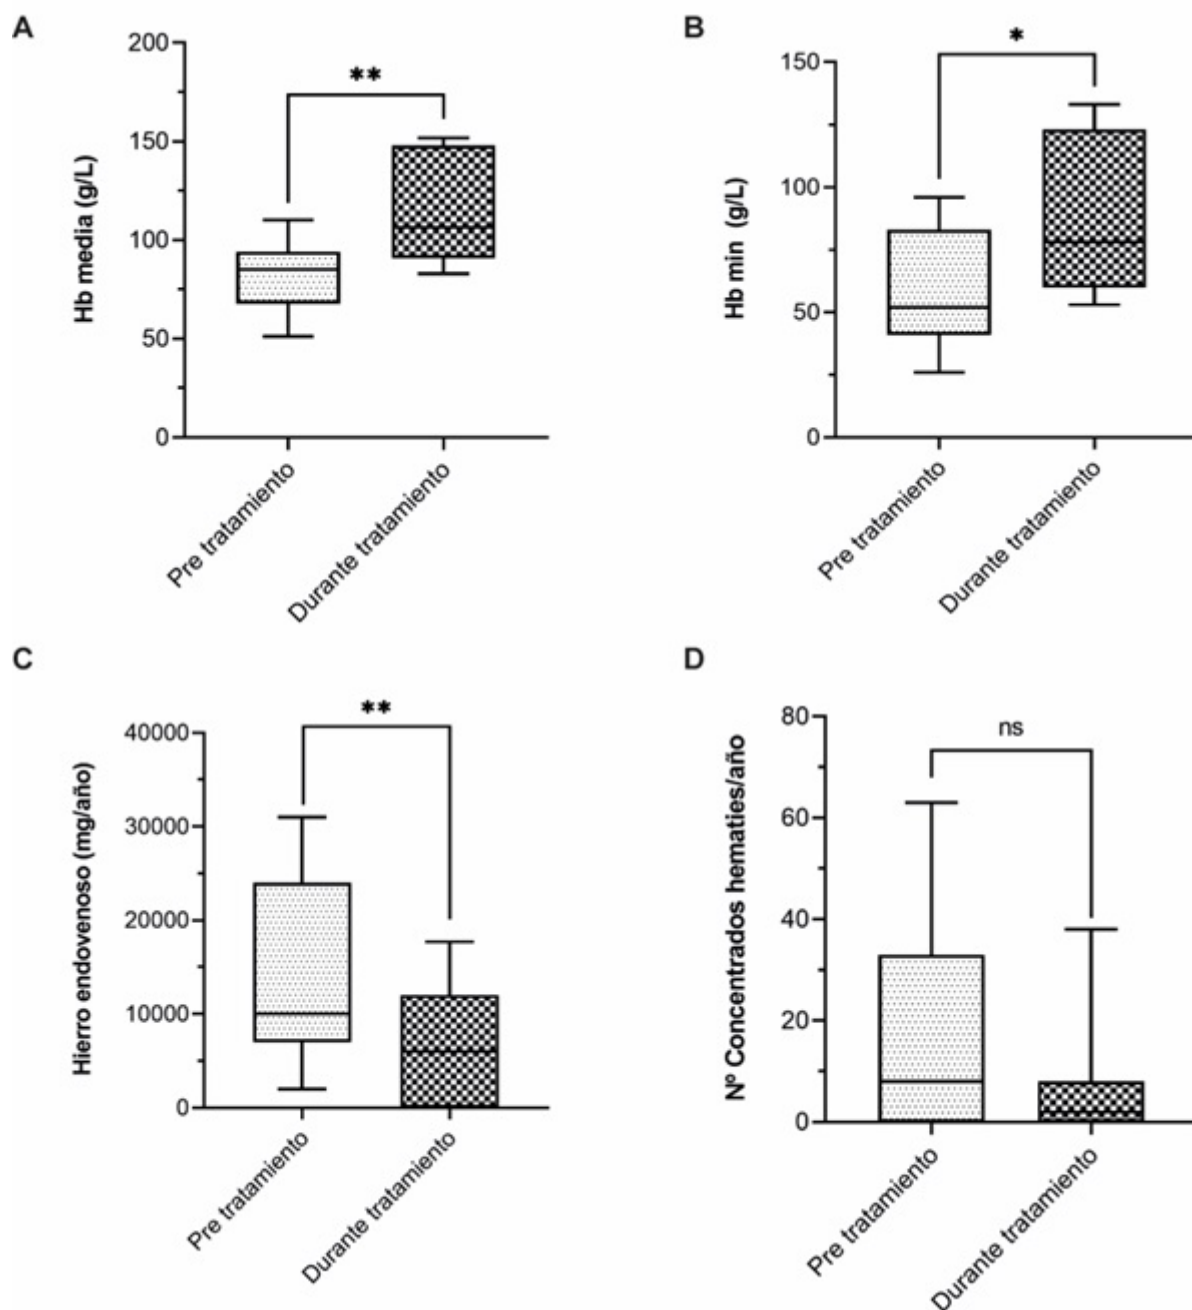 A
200
150
100
50
0
Hb media (g/L)
**
Pre tratamiento
Durante tratamiento
B
150
100
50
0
Hb min (g/L)
*
Pre tratamiento
Durante tratamiento
C
40000
30000
20000
10000
0
Hierro endovenoso (mg/año)
**
Pre tratamiento
Durante tratamiento
D
80
60
40
20
0
Nº Concentrados hematies/año
ns
Pre tratamiento
Durante tratamiento